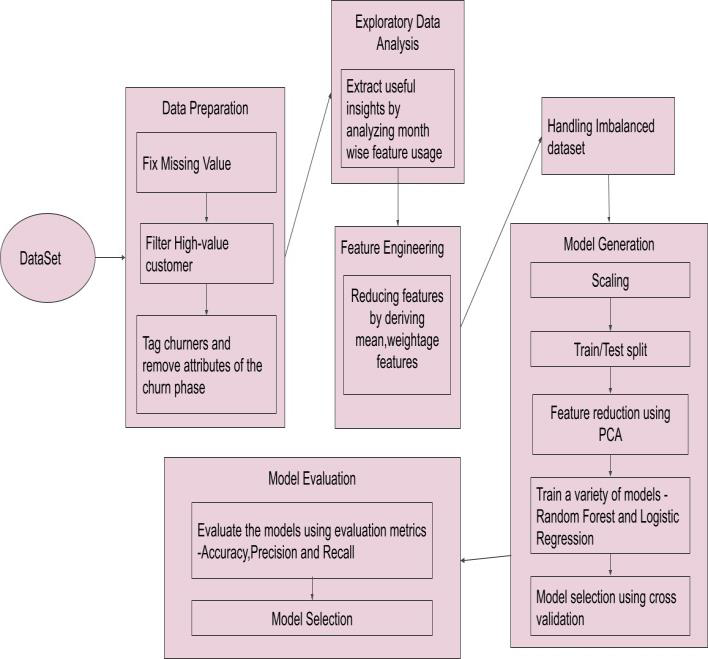 DataSet
Data Preparation
Fix Missing Value
Filter High-value
customer
Tag churners and
remove attributes of the
churn phase
Exploratory Data
Analysis
Extract useful
insights by
analyzing month
wise feature usage
Feature Engineering
Reducing features
by deriving
mean,weightage
features
Handling Imbalanced
dataset
Model Generation
Scaling
Train/Test split
Feature reduction using
PCA
Train a variety of models -
Random Forest and Logistic
Regression
Model selection using cross
validation
Model Evaluation
Evaluate the models using evaluation metrics
-Accuracy,Precision and Recall
Model Selection